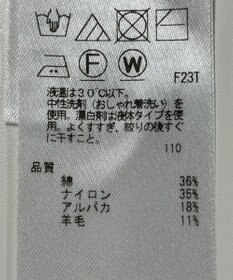 F
W
F23T
液温は30℃以下。
中性洗剤（おしゃれ着洗い）を
使用。漂白剤は液体タイプを使
用。よくすすぎ、絞りの後すぐ
に干すこと。
110
品質
綿 36%
ナイロン 35%
アルパカ 18%
羊毛 11%